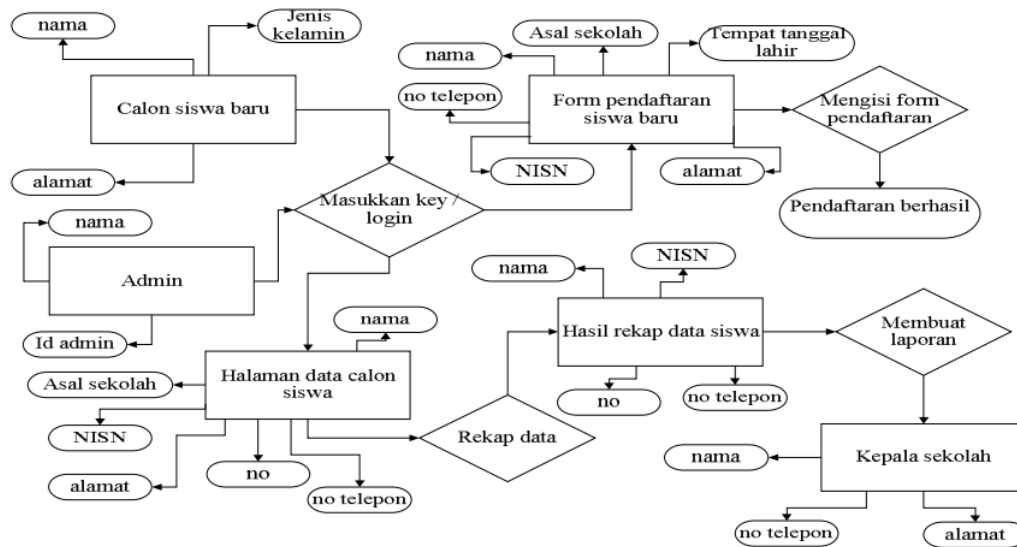 nama
Jenis
kelamin
Calon siswa baru
alamat
nama
Admin
Id admin
Masukkan key /
login
Asal sekolah
nama
Tempat tanggal
lahir
no telepon
Form pendaftaran
siswa baru
NISN
alamat
Mengisi form
pendaftaran
Pendaftaran berhasil
nama
Halaman data calon
siswa
Asal sekolah
NISN
alamat
no
no telepon
Rekap data
nama
NISN
Hasil rekap data siswa
no
no telepon
Membuat
laporan
Kepala sekolah
nama
no telepon
alamat